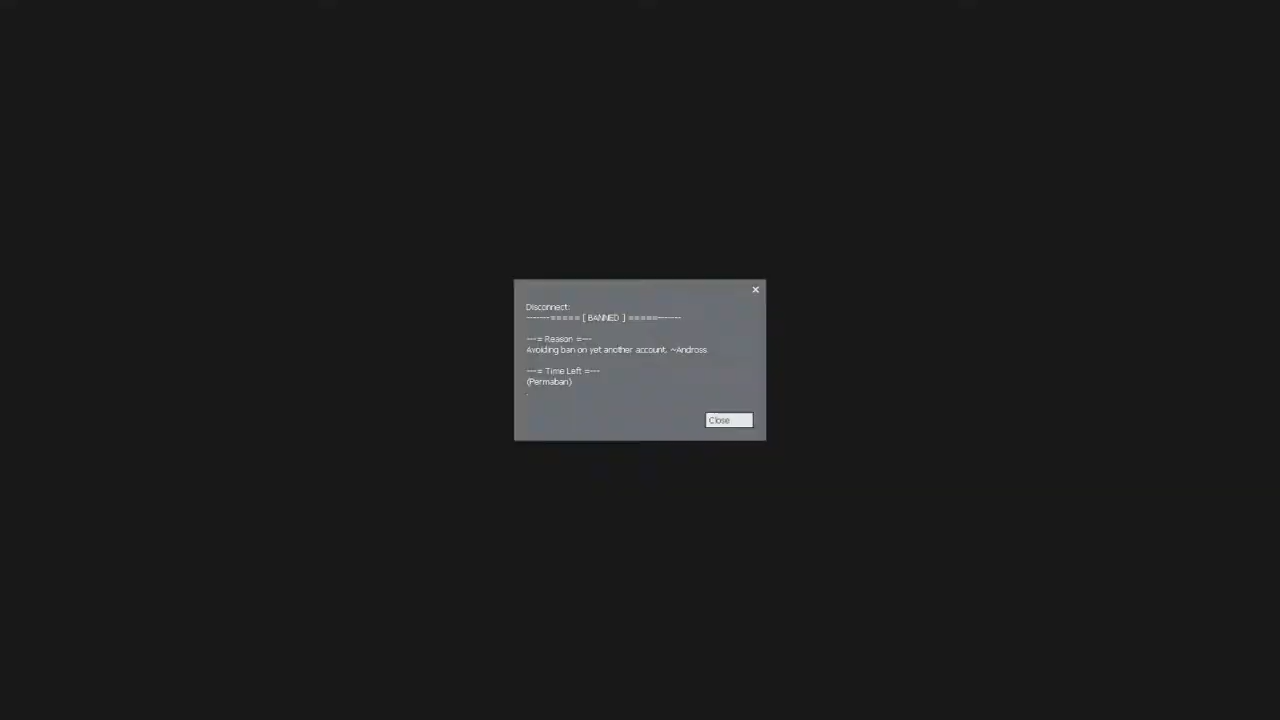 Disconnect:
-------===== [ BANNED ] =====-------
---= Reason =---
Avoiding ban on yet another account. ~Andross
---= Time Left =---
(Permaban)
.
Close